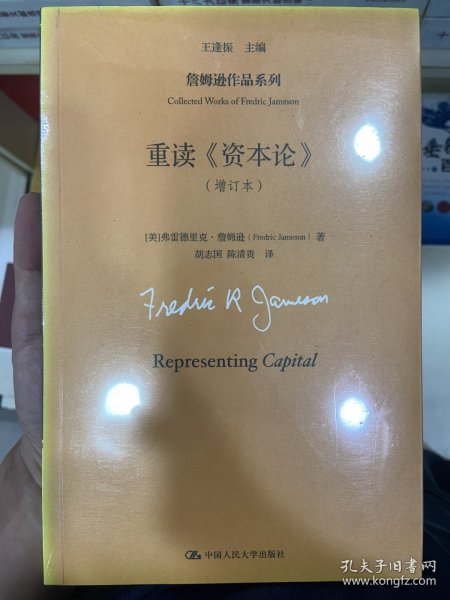 王逢振 主编
詹姆逊作品系列
Collected Works of Fredric Jameson
重读《资本论》
（增订本）
[美]弗雷德里克·詹姆逊（Fredric Jameson）著
胡志国 陈清贵 译
Fredric R Jameson
Representing Capital
中国人民大学出版社
孔夫子旧书网
www.kongfz.com